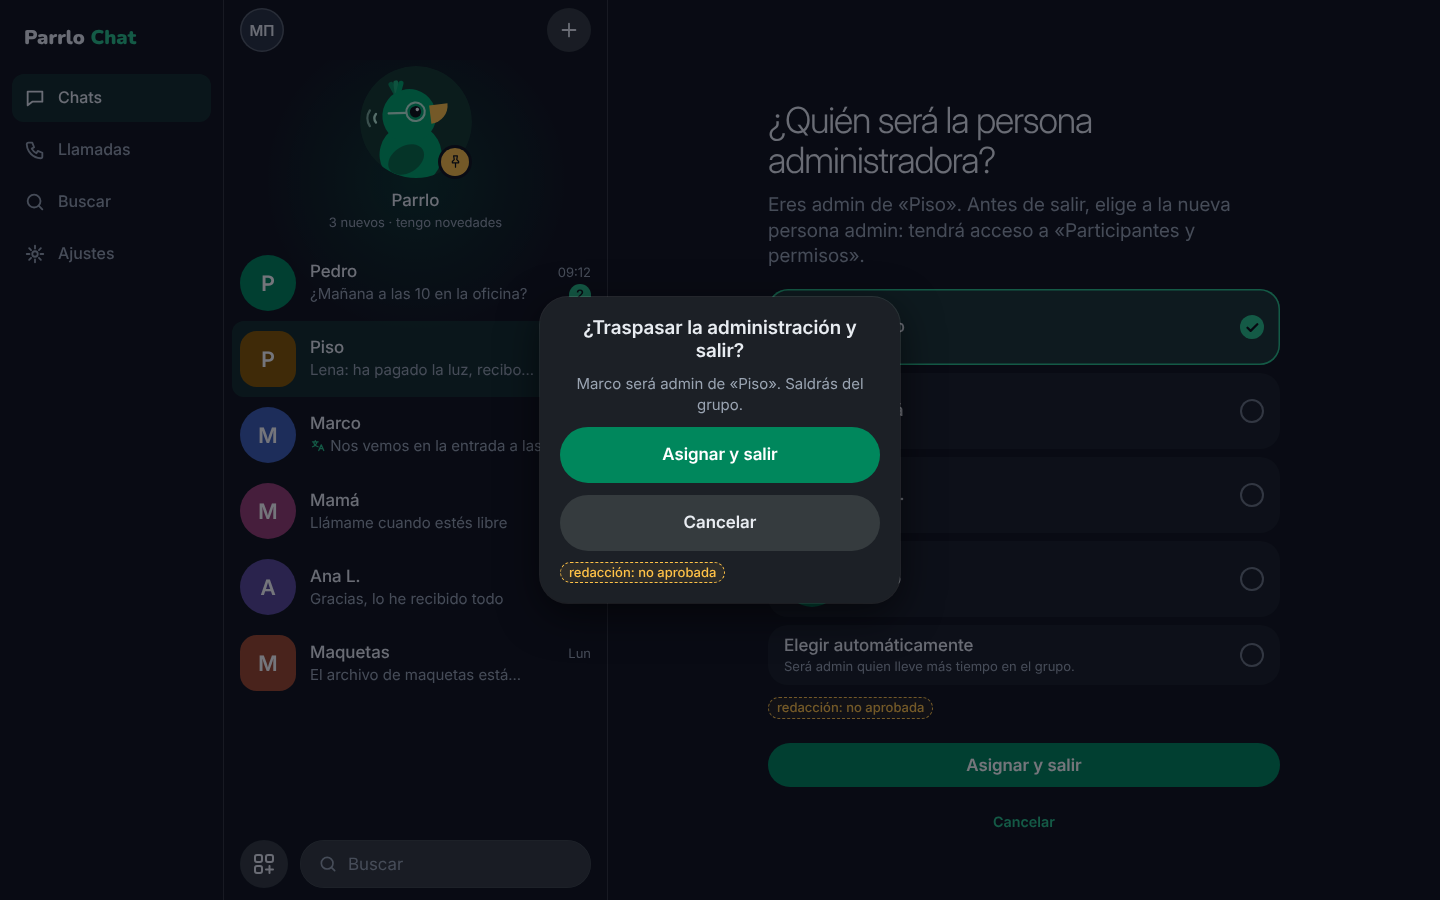 Parrlo Chat
Chats
Llamadas
Buscar
Ajustes
МП
Parrlo
3 nuevos · tengo novedades
P
Pedro
09:12
¿Mañana a las 10 en la oficina?
P
Piso
Lena: ha pagado la luz, recibo...
M
Marco
Nos vemos en la entrada a las
M
Mamá
Llámame cuando estés libre
A
Ana L.
Gracias, lo he recibido todo
M
Maquetas
Lun
El archivo de maquetas está...
Buscar
¿Quién será la persona
administradora?
Eres admin de «Piso». Antes de salir, elige a la nueva
persona admin: tendrá acceso a «Participantes y
permisos».
¿Traspasar la administración y
salir?
Marco será admin de «Piso». Saldrás del
grupo.
Asignar y salir
Cancelar
redacción: no aprobada
Elegir automáticamente
Será admin quien lleve más tiempo en el grupo.
redacción: no aprobada
Asignar y salir
Cancelar